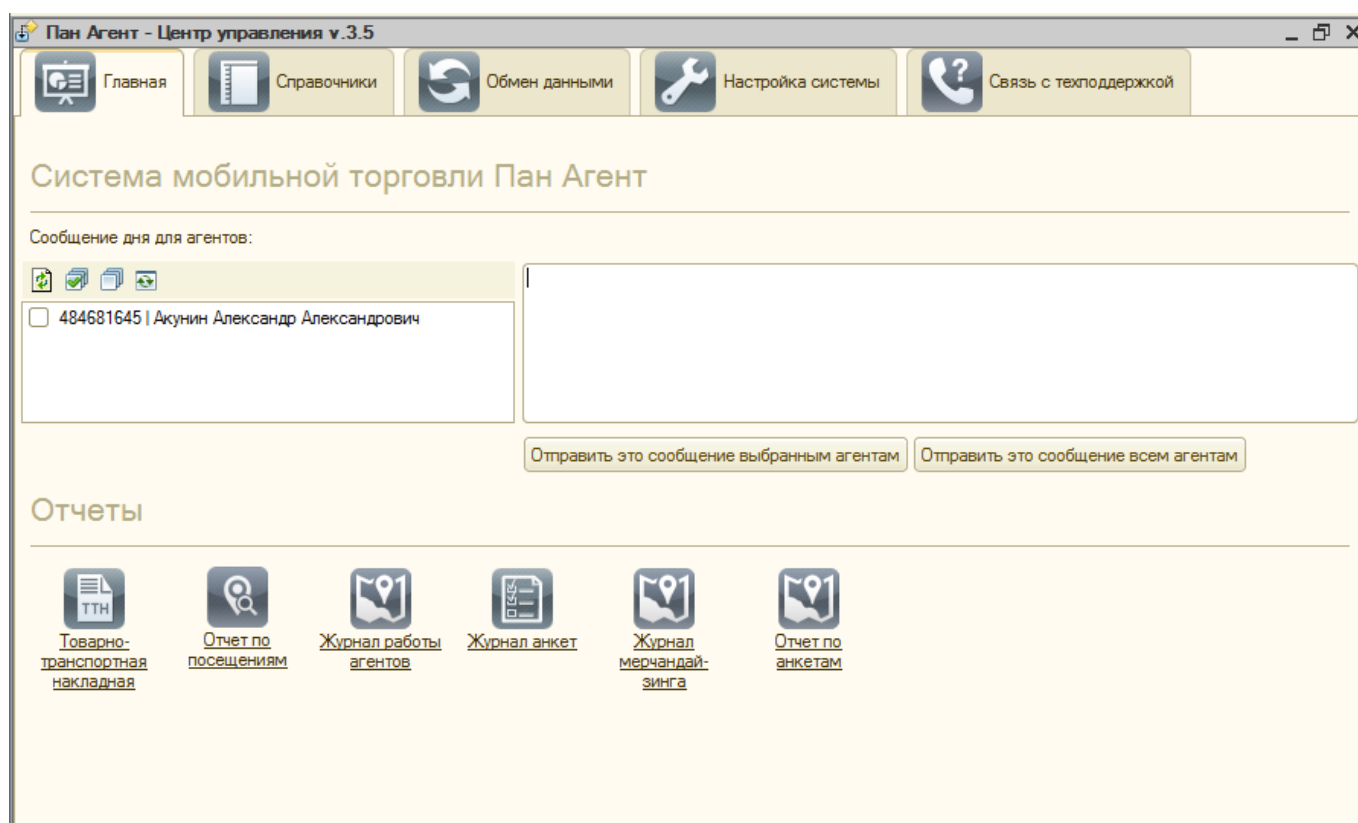 Пан Агент - Центр управления v.3.5
Главная
Справочники
Обмен данными
Настройка системы
Связь с техподдержкой
Система мобильной торговли Пан Агент
Сообщение дня для агентов:
484681645 | Акунин Александр Александрович
Отправить это сообщение выбранным агентам
Отправить это сообщение всем агентам
Отчеты
ТТН
Товарно-
транспортная
накладная
Отчет по
посещениям
Журнал работы
агентов
Журнал анкет
Журнал
мерчандай-
зинга
Отчет по
анкетам